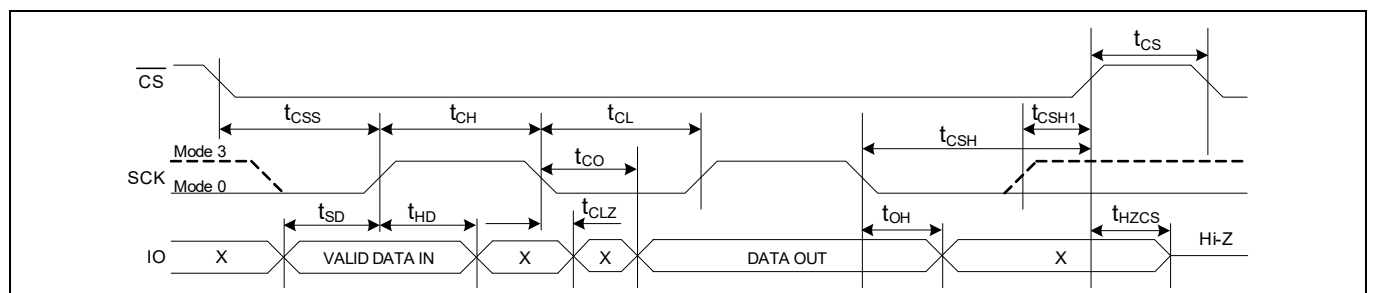 tCS
CS
tCSS
tCH
tCL
tCSH
tCSH1
Mode 3
SCK
Mode 0
tCO
tSD
tHD
tCLZ
tOH
tHZCS
IO
X
VALID DATA IN
X
X
DATA OUT
X
Hi-Z